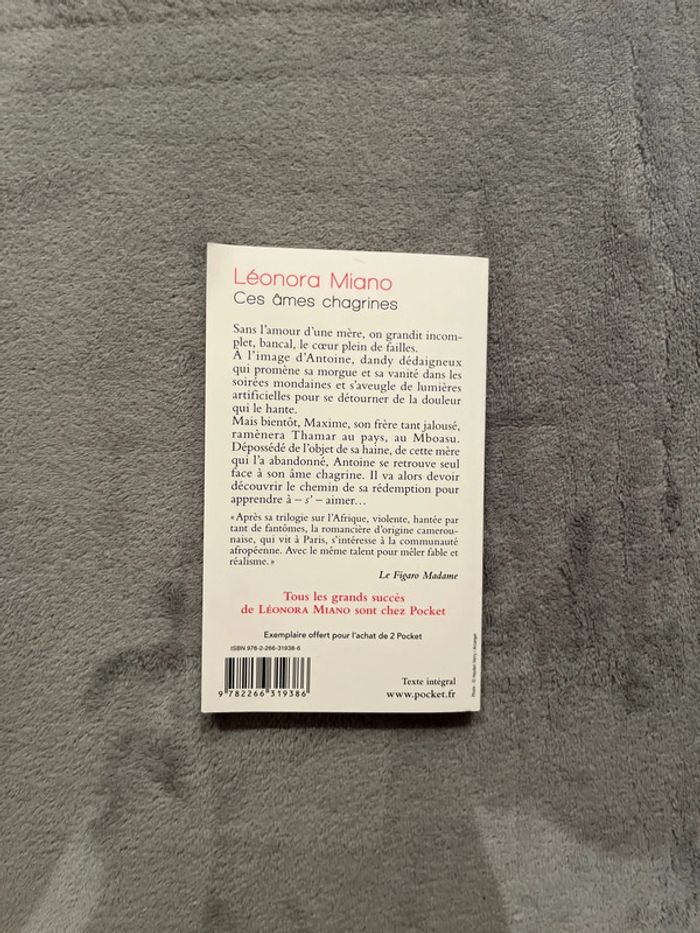 Léonora Miano
Ces âmes chagrines
Sans l'amour d'une mère, on grandit incom-
plet, bancal, le cœur plein de failles.
À l'image d'Antoine, dandy dédaigneux
qui promène sa morgue et sa vanité dans les
soirées mondaines et s'aveugle de lumières
artificielles pour se détourner de la douleur
qui le hante.
Mais bientôt, Maxime, son frère tant jalousé,
ramènera Thamar au pays, au Mboasu.
Dépossédé de l'objet de sa haine, de cette mère
qui l'a abandonné, Antoine se retrouve seul
face à son âme chagrine. Il va alors devoir
découvrir le chemin de sa rédemption pour
apprendre à – s' – aimer…
« Après sa trilogie sur l'Afrique, violente, hantée par
tant de fantômes, la romancière d'origine camerou-
naise, qui vit à Paris, s'intéresse à la communauté
afropéenne. Avec le même talent pour mêler fable et
réalisme. »
Le Figaro Madame
Tous les grands succès
de LÉONORA MIANO sont chez Pocket
Exemplaire offert pour l'achat de 2 Pocket
ISBN 978-2-266-31938-6
9 782266 319386
Texte intégral
www.pocket.fr